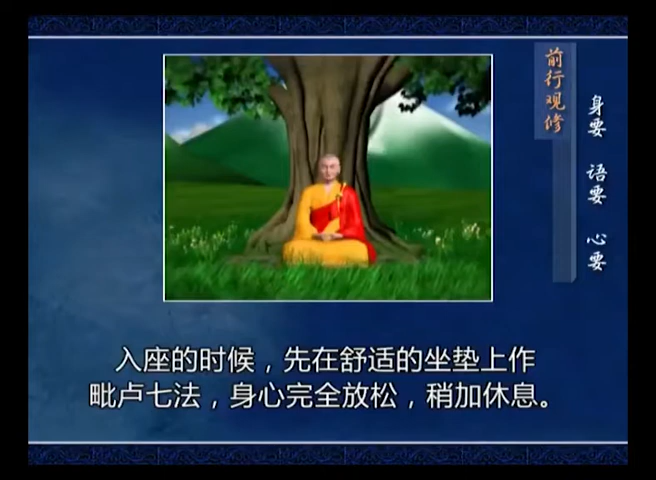 前行观修
身要 语要 心要
入座的时候，先在舒适的坐垫上作
毗卢七法，身心完全放松，稍加休息。